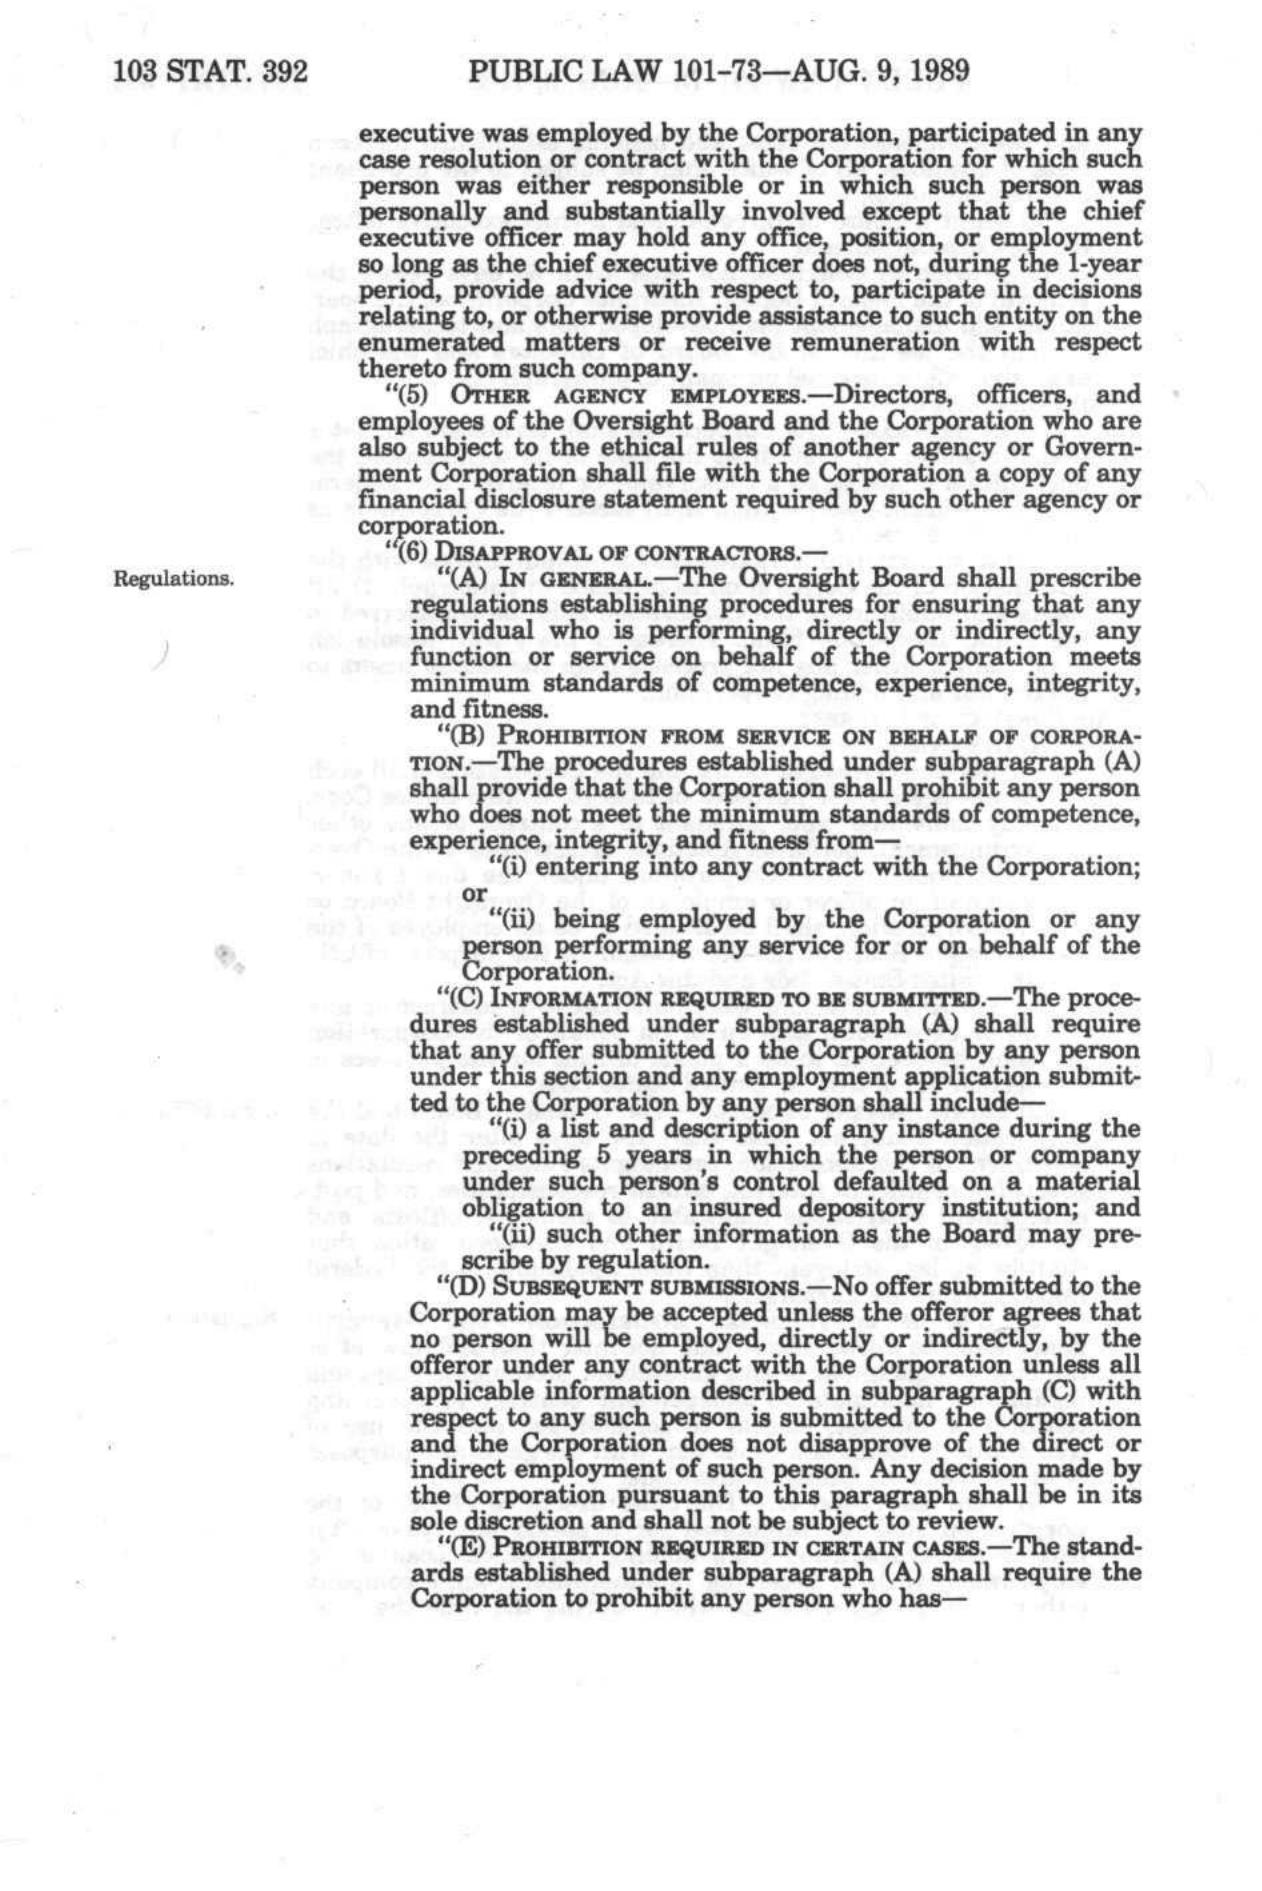 103 STAT. 392 PUBLIC LAW 101-73—AUG. 9, 1989
executive was employed by the Corporation, participated in any
case resolution or contract with the Corporation for which such
person was either responsible or in which such person was
personally and substantially involved except that the chief
executive officer may hold any office, position, or employment
so long as the chief executive officer does not, during the 1-year
period, provide advice with respect to, participate in decisions
relating to, or otherwise provide assistance to such entity on the
enumerated matters or receive remuneration with respect
thereto from such company.
"(5) OTHER AGENCY EMPLOYEES.—Directors, officers, and
employees of the Oversight Board and the Corporation who are
also subject to the ethical rules of another agency or Govern-
ment Corporation shall file with the Corporation a copy of any
financial disclosure statement required by such other agency or
corporation.
"(6) DISAPPROVAL OF CONTRACTORS.—
Regulations.
"(A) IN GENERAL.—The Oversight Board shall prescribe
regulations establishing procedures for ensuring that any
individual who is performing, directly or indirectly, any
function or service on behalf of the Corporation meets
minimum standards of competence, experience, integrity,
and fitness.
"(B) PROHIBITION FROM SERVICE ON BEHALF OF CORPORA-
TION.—The procedures established under subparagraph (A)
shall provide that the Corporation shall prohibit any person
who does not meet the minimum standards of competence,
experience, integrity, and fitness from—
"(i) entering into any contract with the Corporation;
or
"(ii) being employed by the Corporation or any
person performing any service for or on behalf of the
Corporation.
"(C) INFORMATION REQUIRED TO BE SUBMITTED.—The proce-
dures established under subparagraph (A) shall require
that any offer submitted to the Corporation by any person
under this section and any employment application submit-
ted to the Corporation by any person shall include—
"(i) a list and description of any instance during the
preceding 5 years in which the person or company
under such person's control defaulted on a material
obligation to an insured depository institution; and
"(ii) such other information as the Board may pre-
scribe by regulation.
"(D) SUBSEQUENT SUBMISSIONS.—No offer submitted to the
Corporation may be accepted unless the offeror agrees that
no person will be employed, directly or indirectly, by the
offeror under any contract with the Corporation unless all
applicable information described in subparagraph (C) with
respect to any such person is submitted to the Corporation
and the Corporation does not disapprove of the direct or
indirect employment of such person. Any decision made by
the Corporation pursuant to this paragraph shall be in its
sole discretion and shall not be subject to review.
"(E) PROHIBITION REQUIRED IN CERTAIN CASES.—The stand-
ards established under subparagraph (A) shall require the
Corporation to prohibit any person who has—